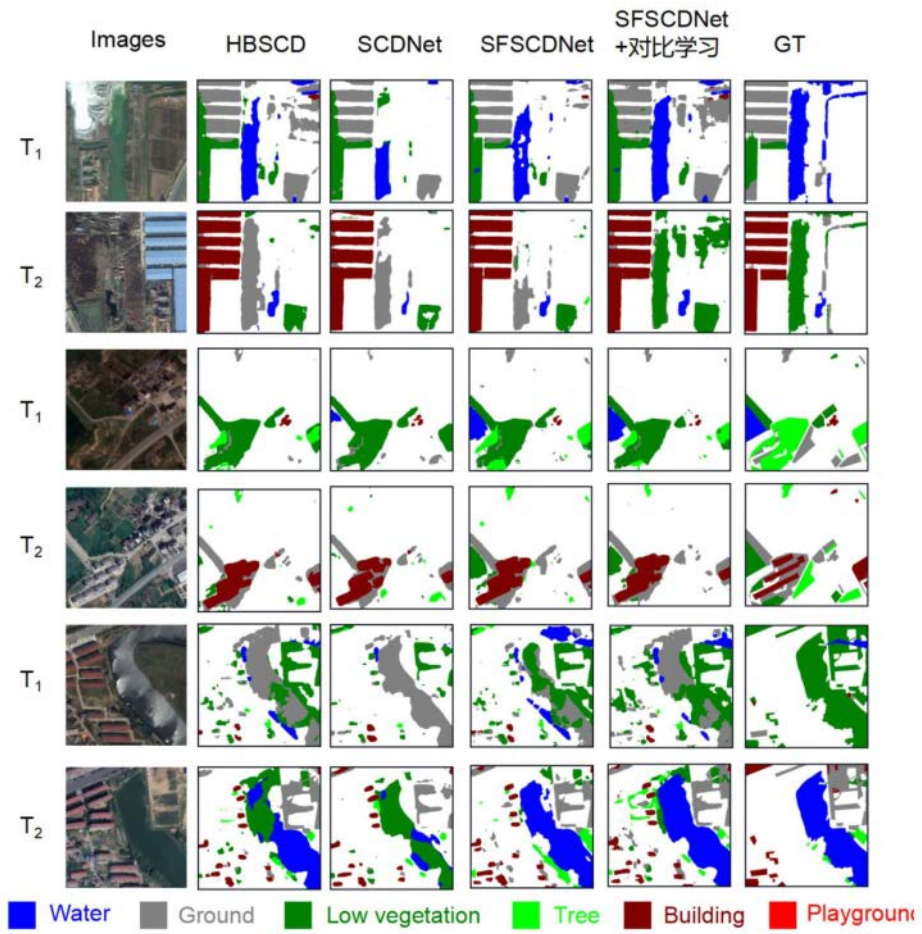 Images
HBSCD
SCDNet
SFSCDNet
SFSCDNet
+对比学习
GT
T₁
T₂
T₁
T₂
T₁
T₂
Water
Ground
Low vegetation
Tree
Building
Playgroun